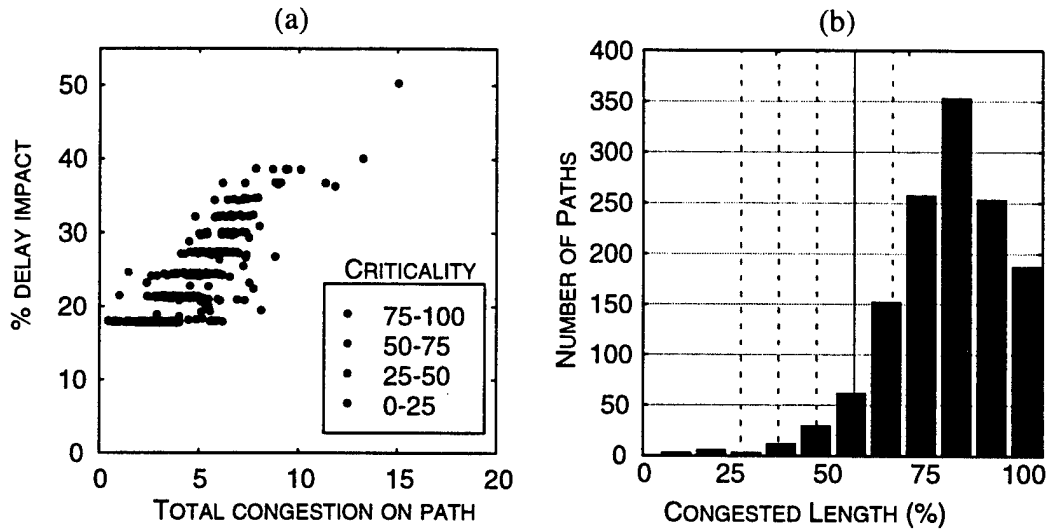 (a)
50
40
30
20
10
0
% DELAY IMPACT
CRITICALITY
75-100
50-75
25-50
0-25
0 5 10 15 20
TOTAL CONGESTION ON PATH
(b)
400
350
300
250
200
150
100
50
0
NUMBER OF PATHS
0 25 50 75 100
CONGESTED LENGTH (%)